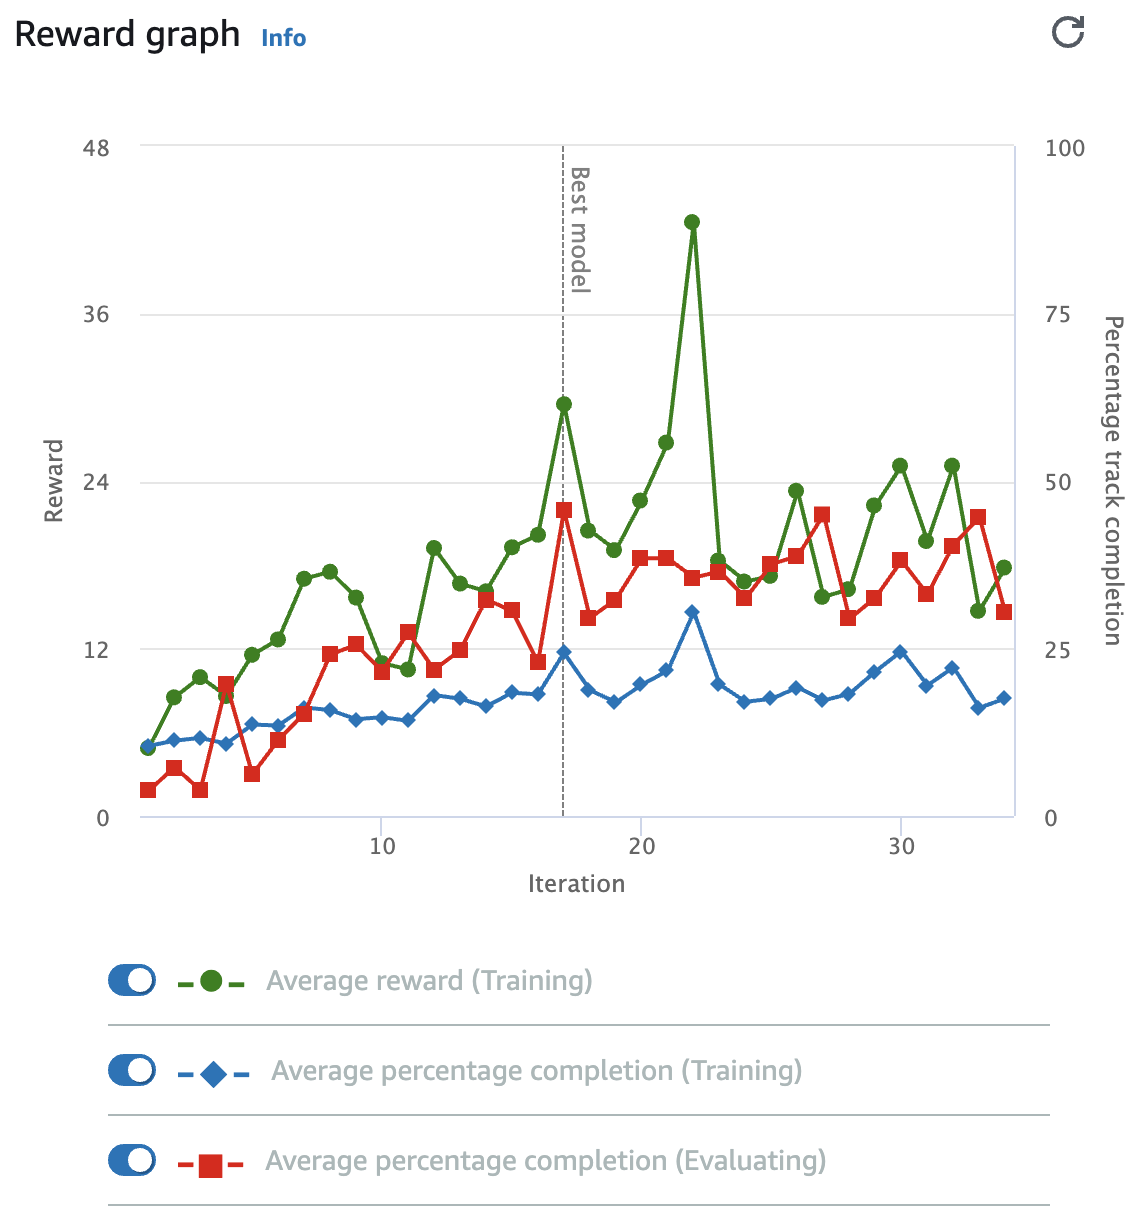 Reward graph Info
48
100
Best model
36
75
Reward
Percentage track completion
24
50
12
25
0
0
10
20
30
Iteration
Average reward (Training)
Average percentage completion (Training)
Average percentage completion (Evaluating)